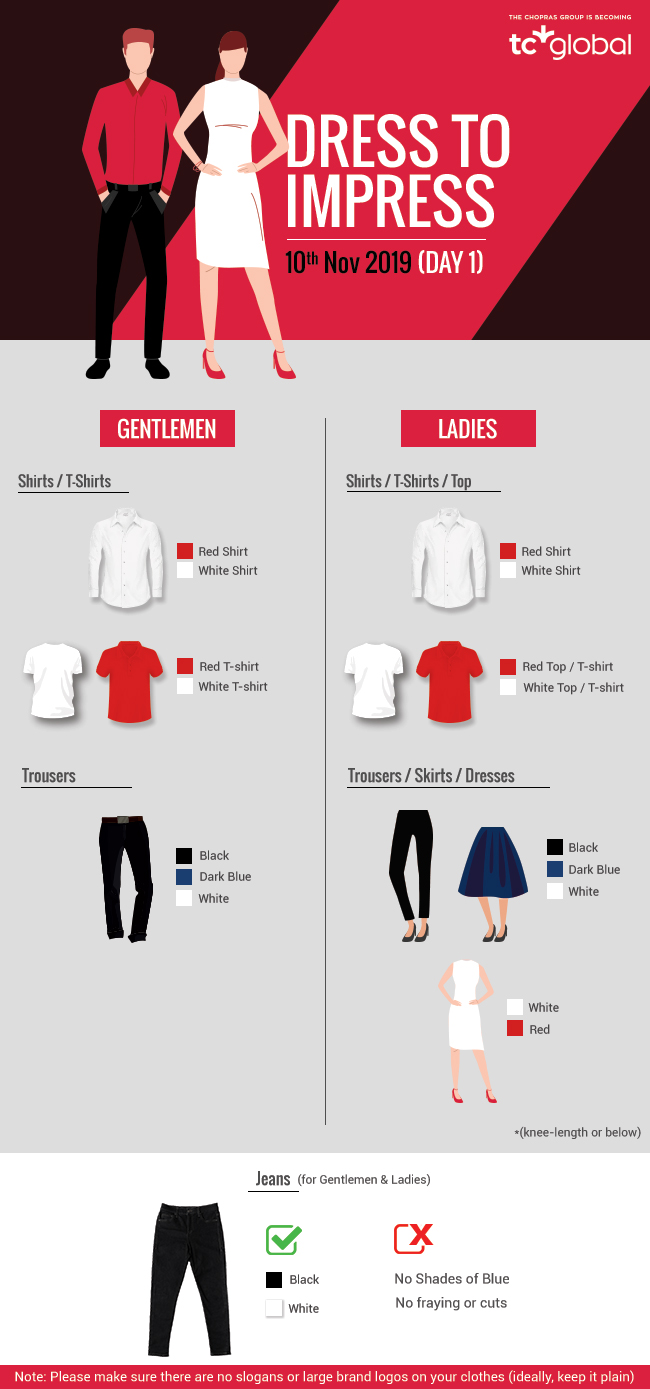 THE CHOPRAS GROUP IS BECOMING
tc global
DRESS TO
IMPRESS
10th Nov 2019 (DAY 1)
GENTLEMEN
Shirts / T-Shirts
Red Shirt
White Shirt
Red T-shirt
White T-shirt
Trousers
Black
Dark Blue
White
LADIES
Shirts / T-Shirts / Top
Red Shirt
White Shirt
Red Top / T-shirt
White Top / T-shirt
Trousers / Skirts / Dresses
Black
Dark Blue
White
White
Red
*(knee-length or below)
Jeans (for Gentlemen & Ladies)
Black
White
No Shades of Blue
No fraying or cuts
Note: Please make sure there are no slogans or large brand logos on your clothes (ideally, keep it plain)